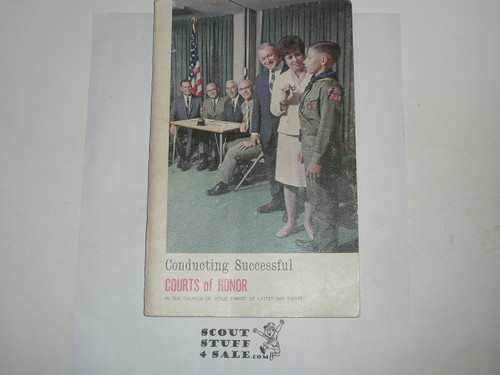 Conducting Successful
COURTS of HONOR
IN THE CHURCH OF JESUS CHRIST OF LATTER-DAY SAINTS
SCOUT
STUFF
4 SALE.com